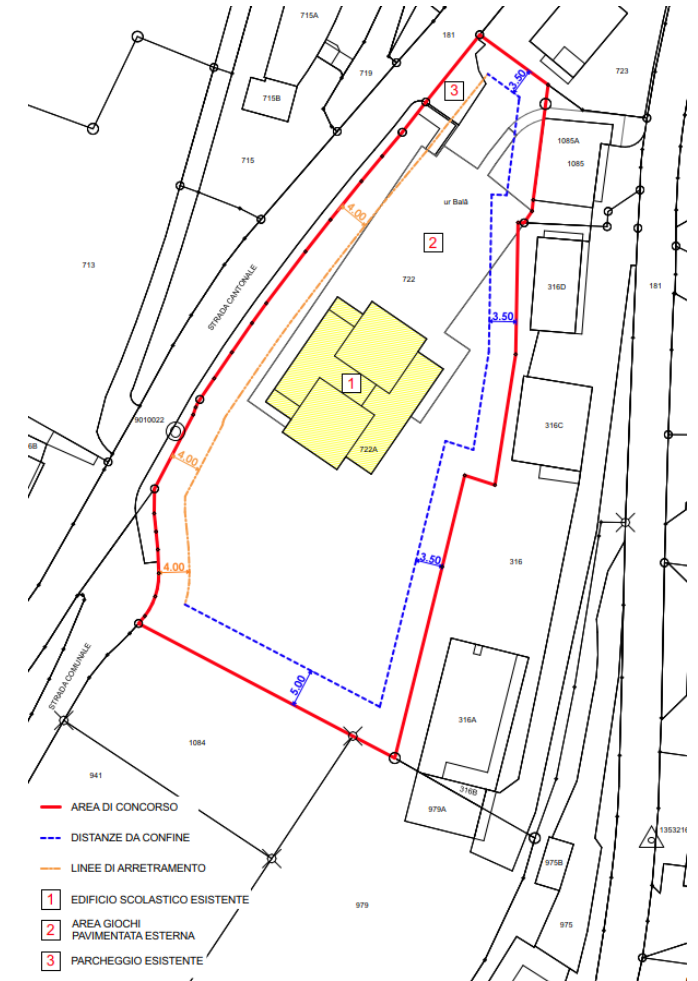 715A
181
719
723
3.50
3
715B
1085A
715
1085
ur Balà
4.00
2
713
722
316D
181
STRADA CANTONALE
3.50
1
9010022
316C
722A
4.00
3.50
316
4.00
STRADA COMUNALE
5.00
316A
1084
941
316B
979A
1353216
975B
979
975
AREA DI CONCORSO
DISTANZE DA CONFINE
LINEE DI ARRETRAMENTO
1 EDIFICIO SCOLASTICO ESISTENTE
2 AREA GIOCHI
PAVIMENTATA ESTERNA
3 PARCHEGGIO ESISTENTE